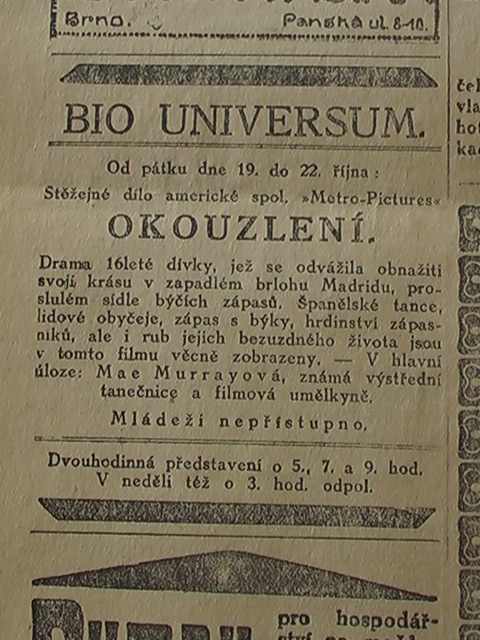 Brno. Panská ul. 8-10.
BIO UNIVERSUM.
Od pátku dne 19. do 22. října :
Stěžejné dílo americké spol. »Metro-Pictures«
OKOUZLENÍ.
Drama 16leté dívky, jež se odvážila obnažiti
svoji krásu v zapadlém brlohu Madridu, pro-
slulém sídle býčích zápasů. Španělské tance,
lidové obyčeje, zápas s býky, hrdinství zápas-
níků, ale i rub jejich bezuzdného života jsou
v tomto filmu věcně zobrazeny. — V hlavní
úloze: Mae Murrayová, známá výstřední
tanečnice a filmová umělkyně.
Mládeži nepřístupno.
Dvouhodinná představení o 5., 7. a 9. hod.
V neděli též o 3. hod. odpol.
pro hospodář-